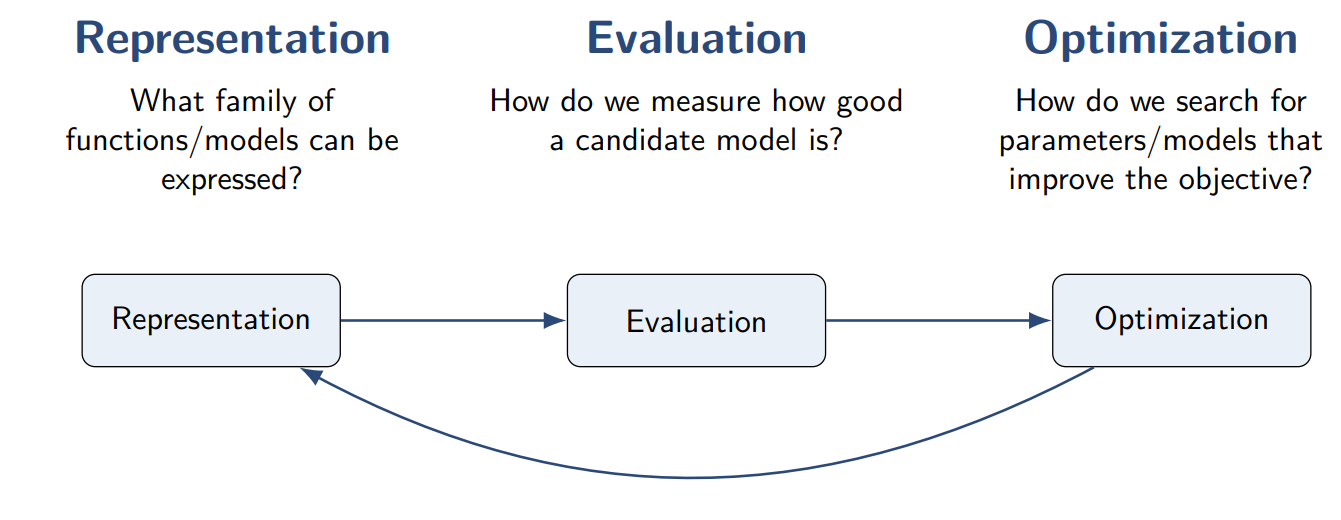 Representation
What family of
functions/models can be
expressed?
Evaluation
How do we measure how good
a candidate model is?
Optimization
How do we search for
parameters/models that
improve the objective?
Representation
Evaluation
Optimization